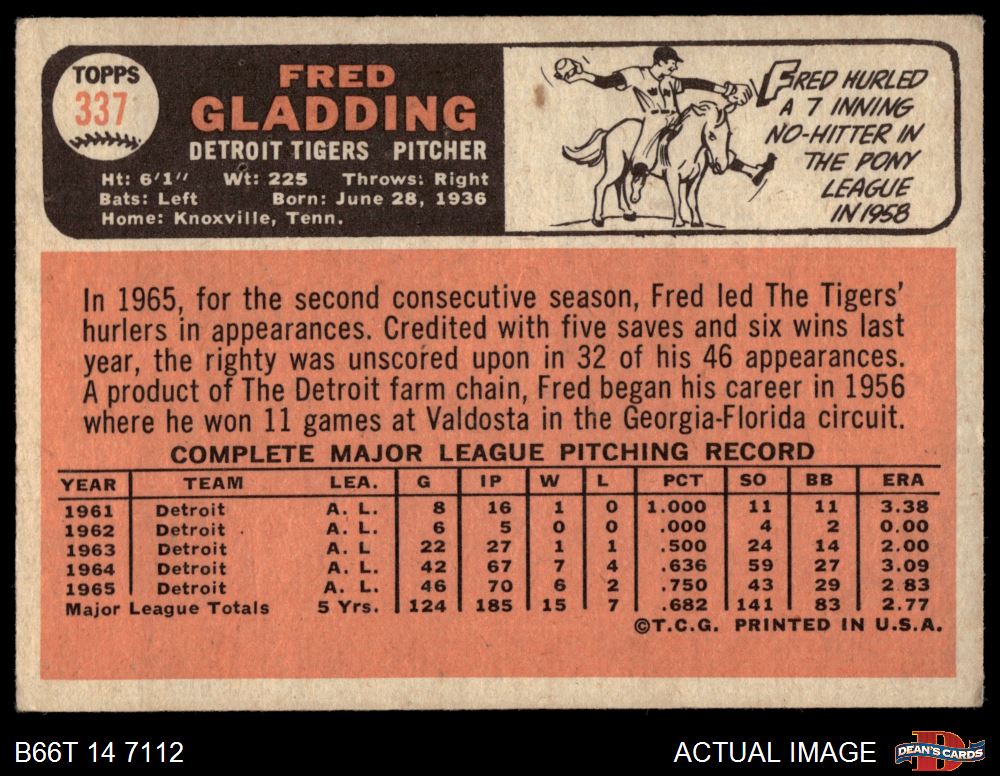 TOPPS
337
FRED
GLADDING
DETROIT TIGERS PITCHER
Ht: 6'1" Wt: 225 Throws: Right
Bats: Left Born: June 28, 1936
Home: Knoxville, Tenn.
FRED HURLED
A 7 INNING
NO-HITTER IN
THE PONY
LEAGUE
IN 1958
In 1965, for the second consecutive season, Fred led The Tigers'
hurlers in appearances. Credited with five saves and six wins last
year, the righty was unscored upon in 32 of his 46 appearances.
A product of The Detroit farm chain, Fred began his career in 1956
where he won 11 games at Valdosta in the Georgia-Florida circuit.
COMPLETE MAJOR LEAGUE PITCHING RECORD
YEAR TEAM LEA. G IP W L PCT SO BB ERA
1961 Detroit A. L. 8 16 1 0 1.000 11 11 3.38
1962 Detroit A. L 6 5 0 0 .000 4 2 0.00
1963 Detroit A. L 22 27 1 1 .500 24 14 2.00
1964 Detroit A. L. 42 67 7 4 .636 59 27 3.09
1965 Detroit A. L. 46 70 6 2 .750 43 29 2.83
Major League Totals 5 Yrs. 124 185 15 7 .682 141 83 2.77
©T.C.G. PRINTED IN U.S.A.
B66T 14 7112
ACTUAL IMAGE
DEAN'S CARDS